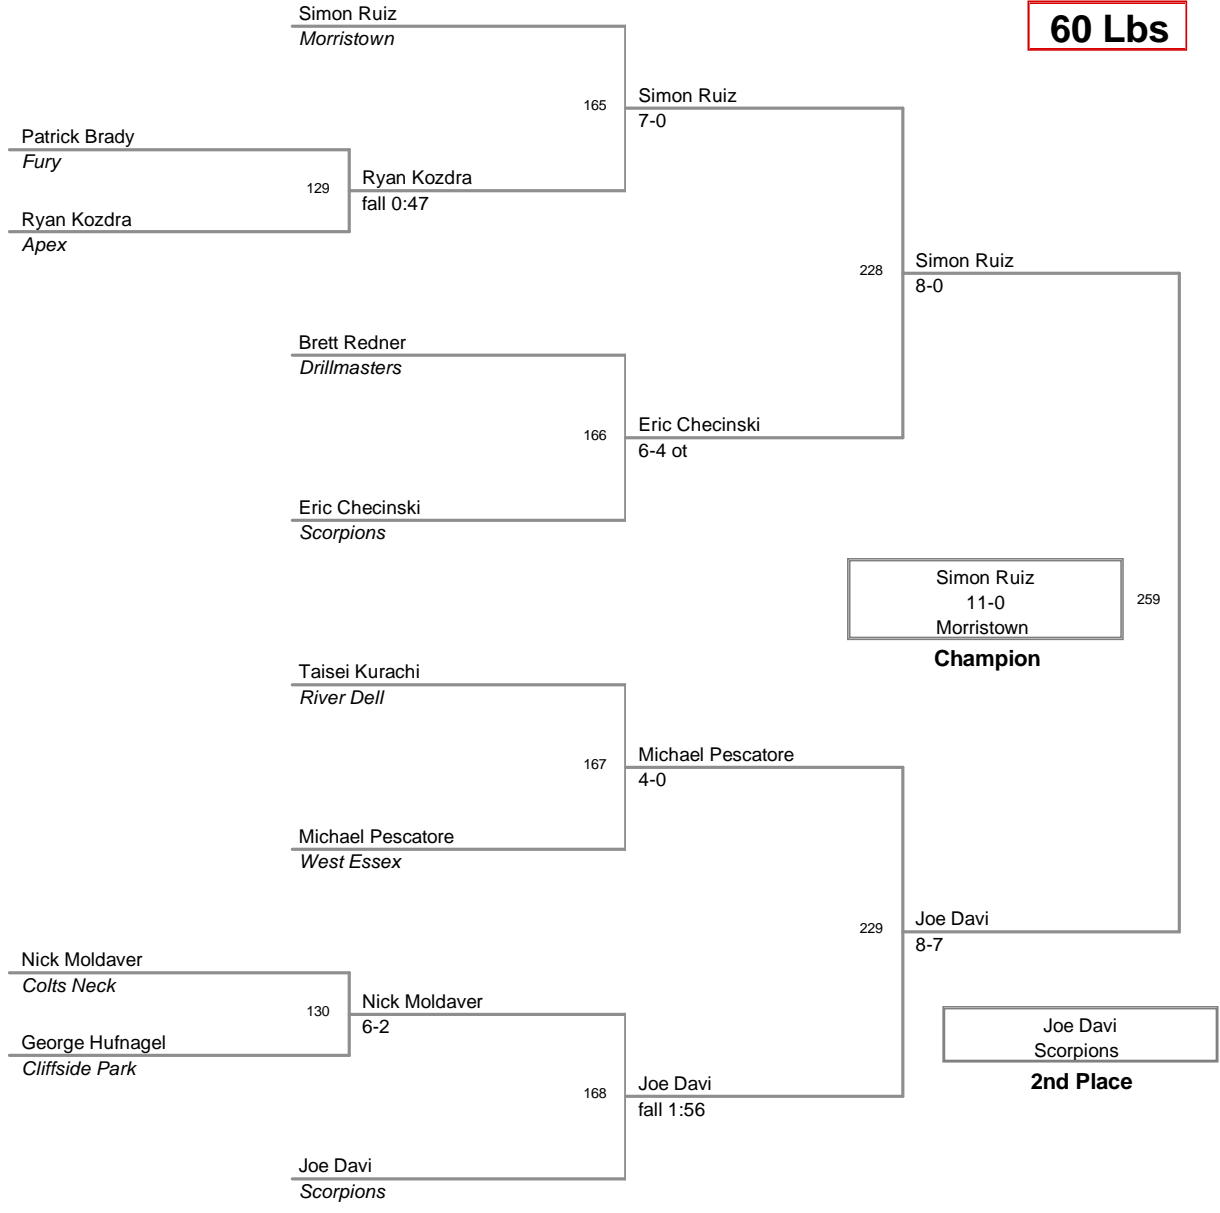 Simon Ruiz
Morristown
60 Lbs
165
Simon Ruiz
7-0
Patrick Brady
Fury
129
Ryan Kozdra
fall 0:47
Ryan Kozdra
Apex
228
Simon Ruiz
8-0
Brett Redner
Drillmasters
166
Eric Checinski
6-4 ot
Eric Checinski
Scorpions
Simon Ruiz
11-0
Morristown
259
Champion
Taisei Kurachi
River Dell
167
Michael Pescatore
4-0
Michael Pescatore
West Essex
229
Joe Davi
8-7
Nick Moldaver
Colts Neck
130
Nick Moldaver
6-2
George Hufnagel
Cliffside Park
Joe Davi
Scorpions
2nd Place
168
Joe Davi
fall 1:56
Joe Davi
Scorpions